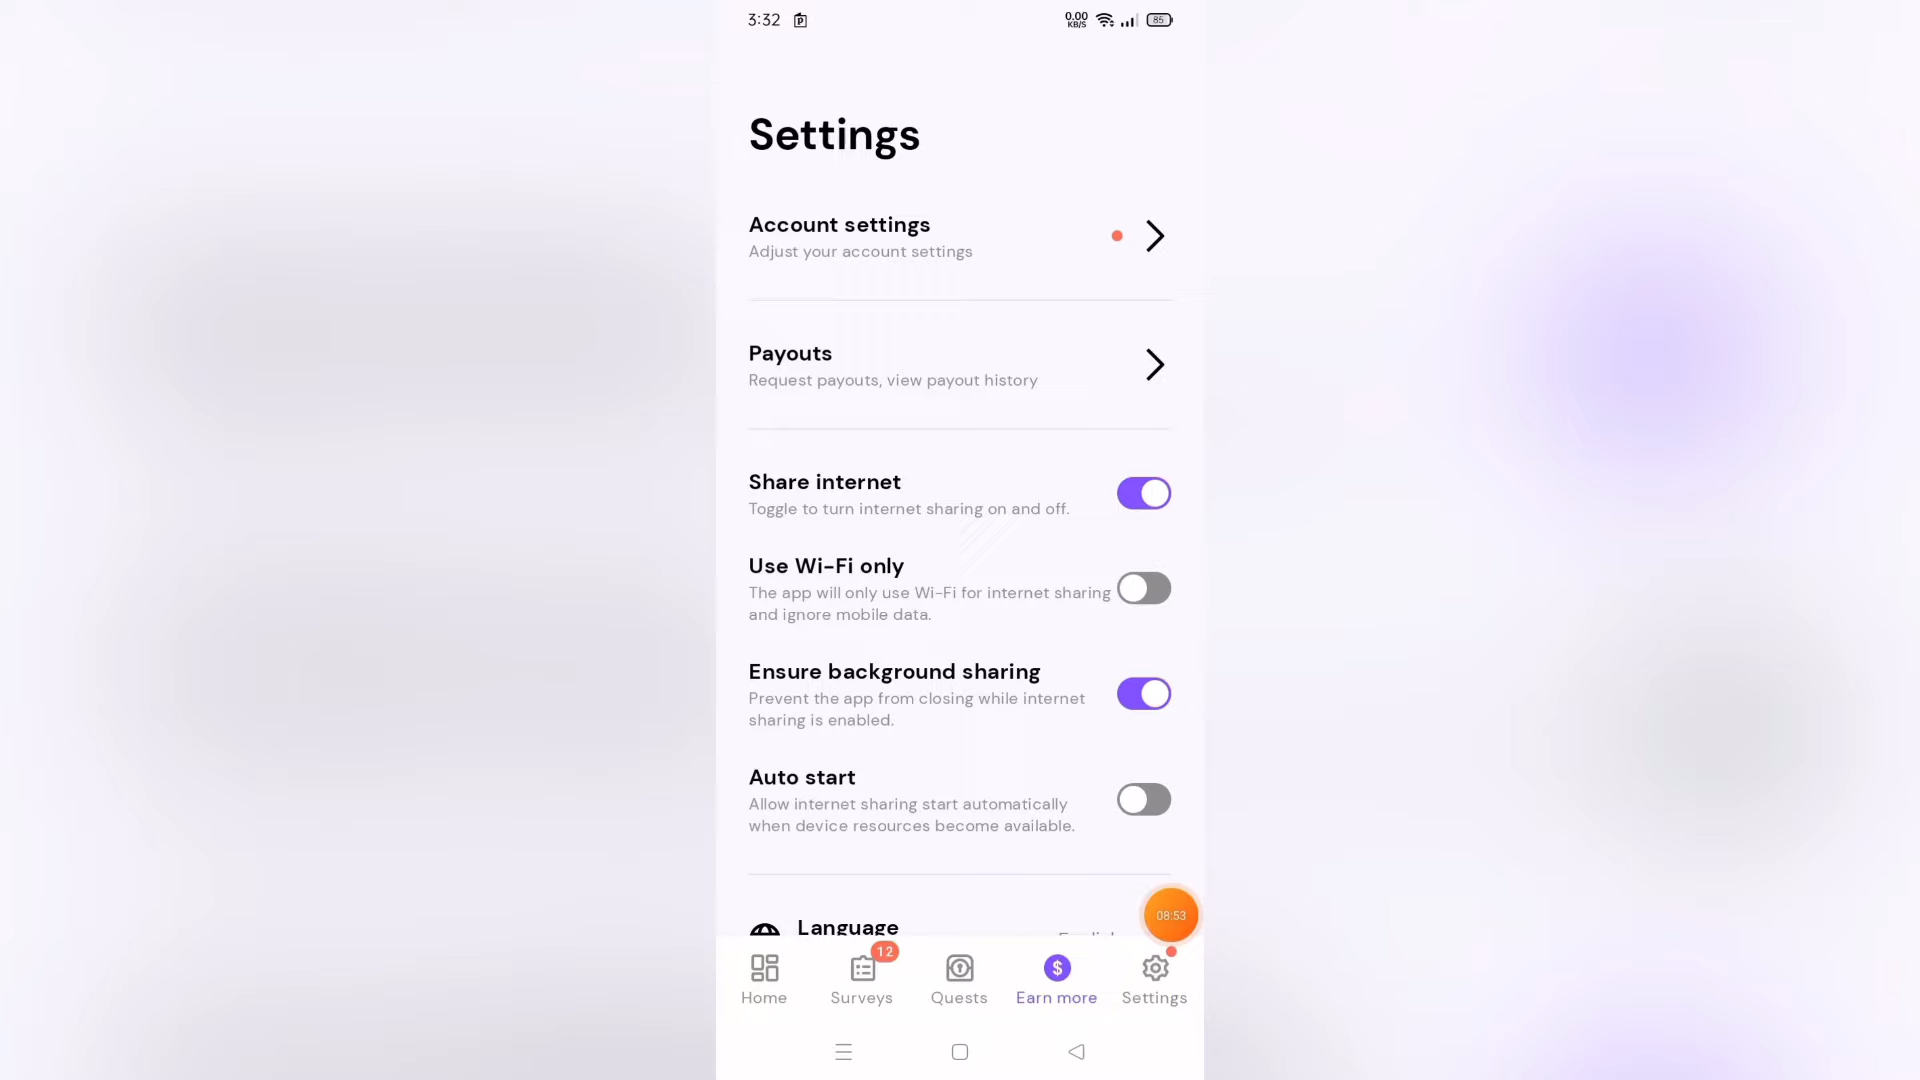 3:32
0.00
KB/S
85
Settings
Account settings
Adjust your account settings
Payouts
Request payouts, view payout history
Share internet
Toggle to turn internet sharing on and off.
Use Wi-Fi only
The app will only use Wi-Fi for internet sharing
and ignore mobile data.
Ensure background sharing
Prevent the app from closing while internet
sharing is enabled.
Auto start
Allow internet sharing start automatically
when device resources become available.
Language
08:53
12
Home
Surveys
Quests
$
Earn more
Settings